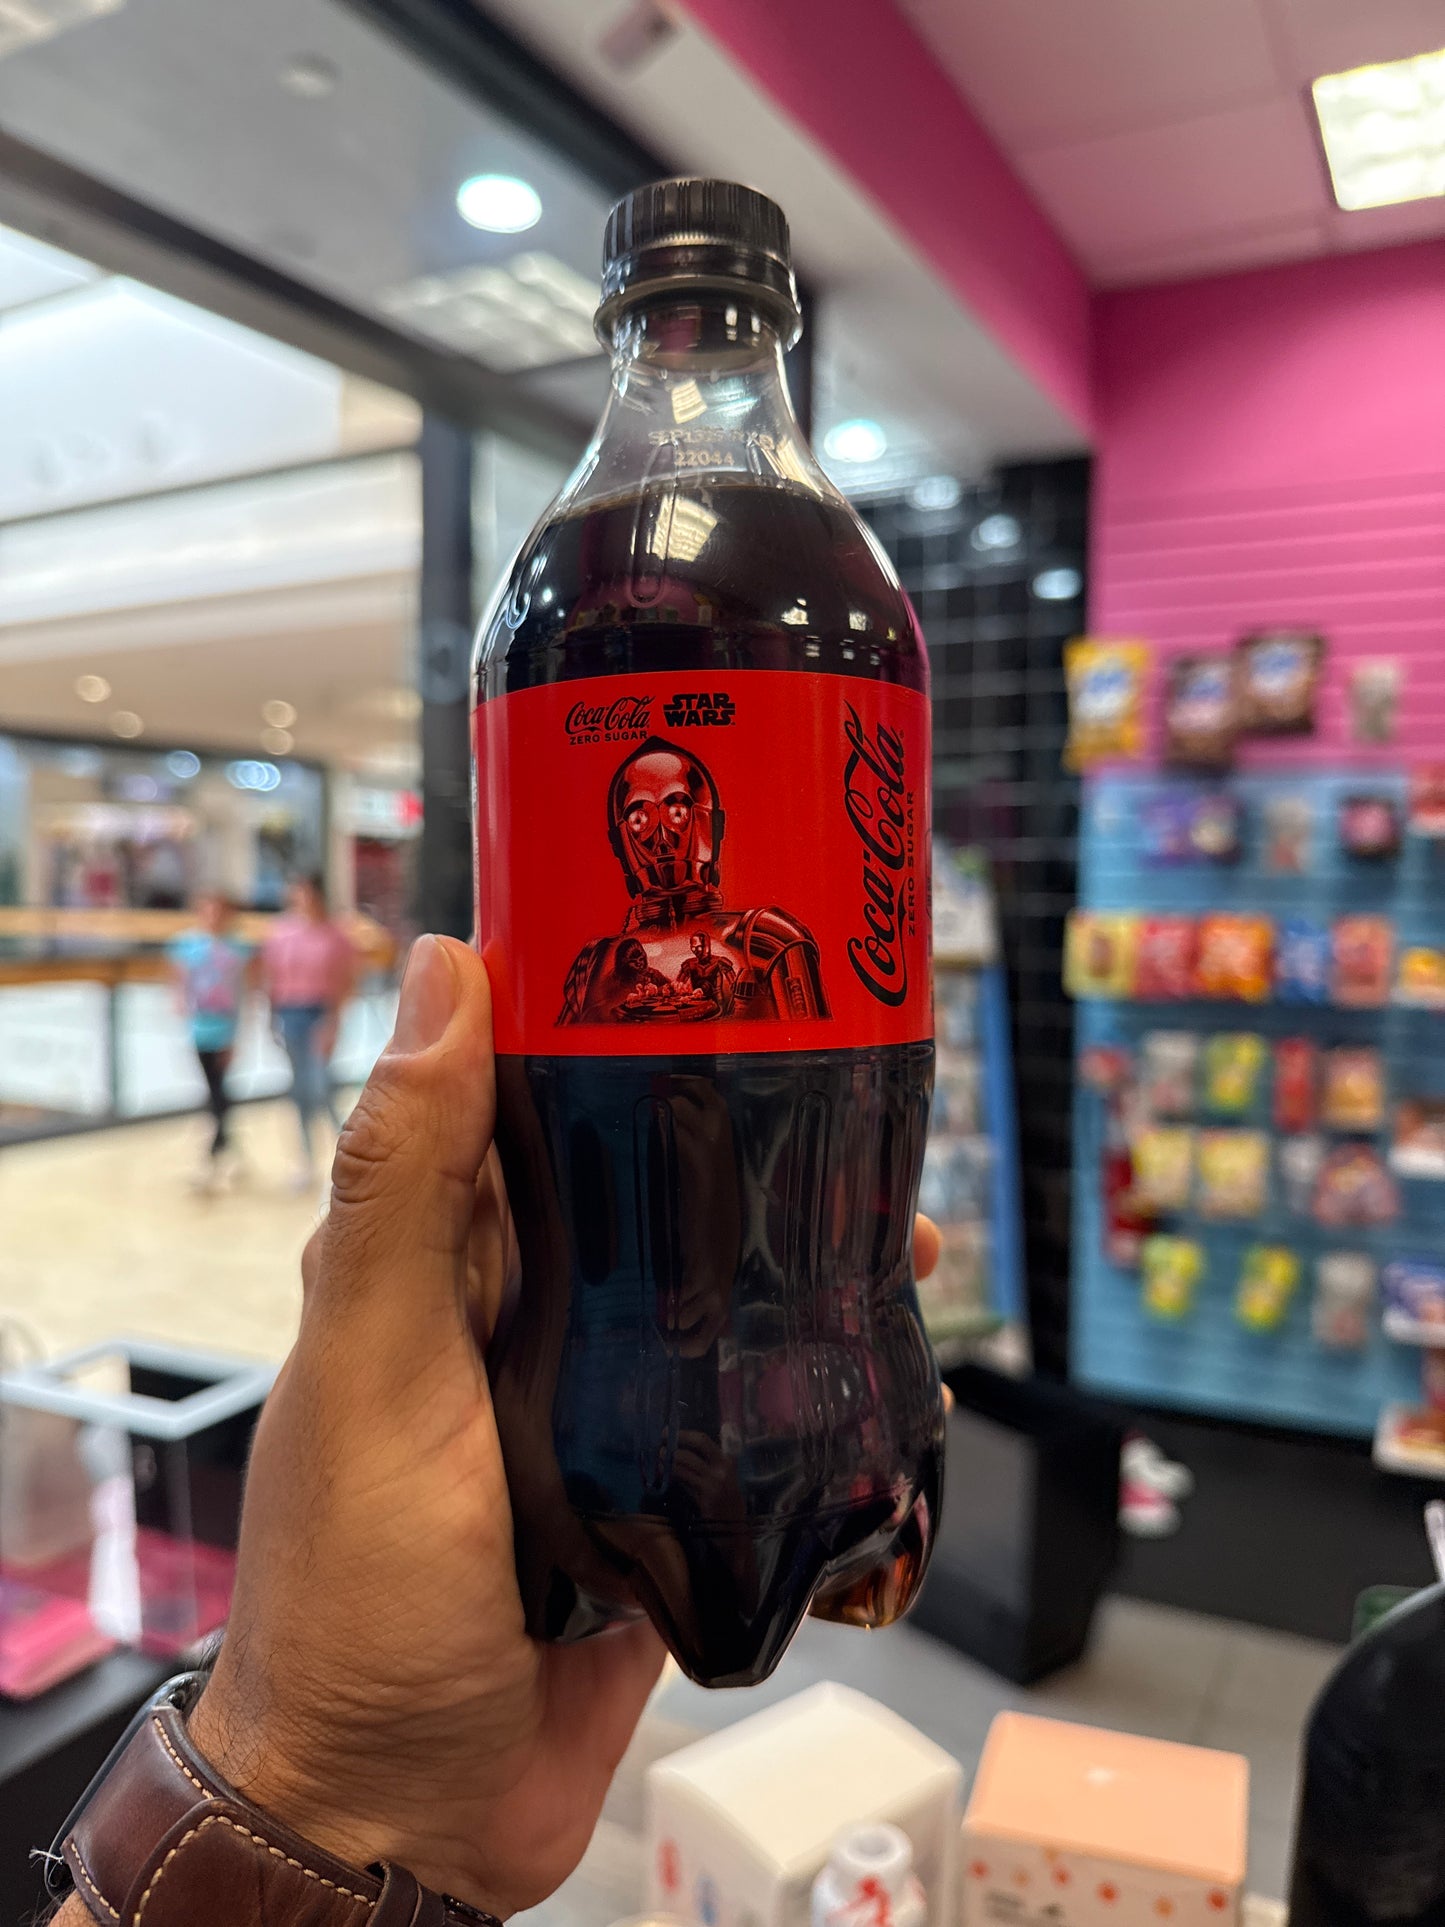 22044
Coca-Cola
ZERO SUGAR
STAR
WARS
Coca-Cola
ZERO SUGAR